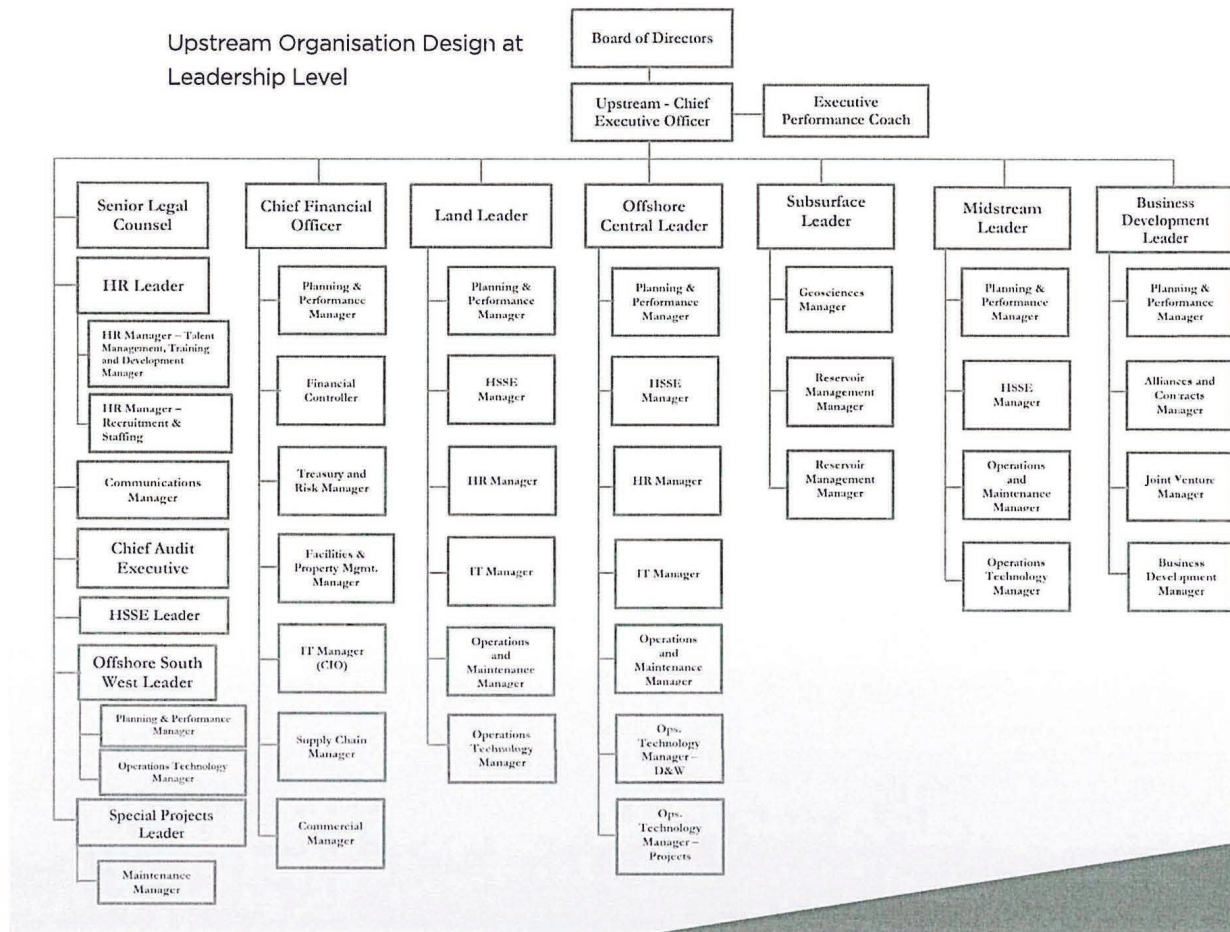 Upstream Organisation Design at
Leadership Level
Board of Directors
Upstream - Chief
Executive Officer
Executive
Performance Coach
Senior Legal
Counsel
HR Leader
HR Manager – Talent
Management, Training
and Development
Manager
HR Manager –
Recruitment &
Staffing
Communications
Manager
Chief Audit
Executive
HSSE Leader
Offshore South
West Leader
Planning & Performance
Manager
Operations Technology
Manager
Special Projects
Leader
Maintenance
Manager
Chief Financial
Officer
Planning &
Performance
Manager
Financial
Controller
Treasury and
Risk Manager
Facilities &
Property Mgmt.
Manager
IT Manager
(CIO)
Supply Chain
Manager
Commercial
Manager
Land Leader
Planning &
Performance
Manager
HSSE
Manager
HR Manager
IT Manager
Operations
and
Maintenance
Manager
Operations
Technology
Manager
Offshore
Central Leader
Planning &
Performance
Manager
HSSE
Manager
HR Manager
IT Manager
Operations
and
Maintenance
Manager
Ops.
Technology
Manager –
D&W
Ops.
Technology
Manager –
Projects
Subsurface
Leader
Geosciences
Manager
Reservoir
Management
Manager
Reservoir
Management
Manager
Midstream
Leader
Planning &
Performance
Manager
HSSE
Manager
Operations
and
Maintenance
Manager
Operations
Technology
Manager
Business
Development
Leader
Planning &
Performance
Manager
Alliances and
Contracts
Manager
Joint Venture
Manager
Business
Development
Manager